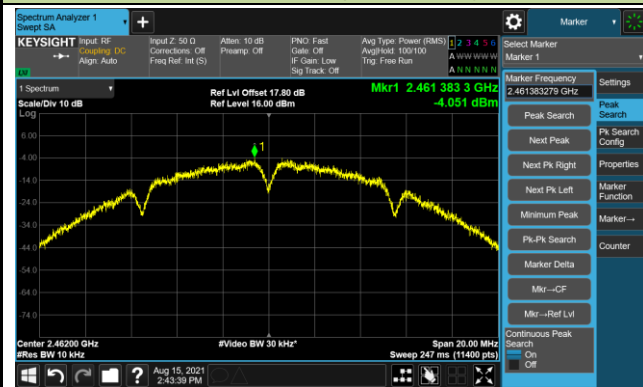 Spectrum Analyzer 1
Swept SA
Marker
KEYSIGHT
Input: RF
Coupling: DC
Align: Auto
Input Z: 50 Ω
Corrections: Off
Freq Ref: Int (S)
Atten: 10 dB
Preamp: Off
PNO: Fast
Gate: Off
IF Gain: Low
Sig Track: Off
Avg Type: Power (RMS)
Avg|Hold: 100/100
Trig: Free Run
1 2 3 4 5 6
A W W W W W
A N N N N N
LXI
Select Marker
Marker 1
1 Spectrum
Scale/Div 10 dB
Log
Ref Lvl Offset 17.80 dB
Ref Level 16.00 dBm
Mkr1 2.461 383 3 GHz
-4.051 dBm
1
6.00
-4.00
-14.0
-24.0
-34.0
-44.0
-54.0
-64.0
-74.0
Center 2.46200 GHz
#Res BW 10 kHz
#Video BW 30 kHz*
Span 20.00 MHz
Sweep 247 ms (11400 pts)
Marker Frequency
2.461383279 GHz
Peak Search
Next Peak
Next Pk Right
Next Pk Left
Minimum Peak
Pk-Pk Search
Marker Delta
Mkr→CF
Mkr→Ref Lvl
Continuous Peak
Search
On
Off
Settings
Peak
Search
Pk Search
Config
Properties
Marker
Function
Marker→
Counter
Aug 15, 2021
2:43:39 PM